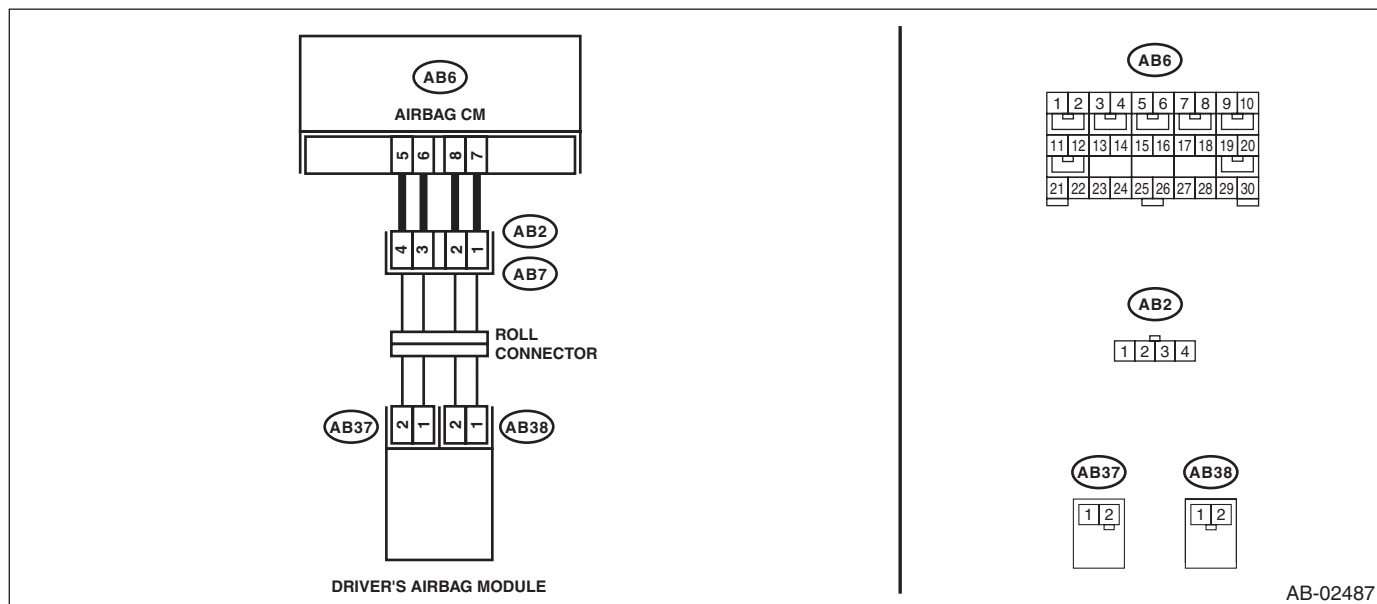 AB6
AIRBAG CM
5 6 8 7
AB2
4 3 2 1
AB7
ROLL
CONNECTOR
AB37
2 1 2 1
AB38
DRIVER'S AIRBAG MODULE
AB6
1 2 3 4 5 6 7 8 9 10
11 12 13 14 15 16 17 18 19 20
21 22 23 24 25 26 27 28 29 30
AB2
1 2 3 4
AB37
AB38
1 2
1 2
AB-02487